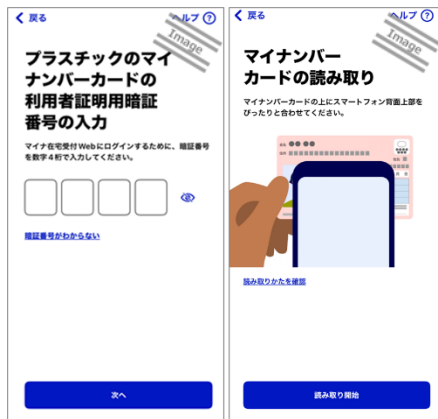 戻る
ヘルプ ?
Image
プラスチックのマイ
ナンバーカードの
利用者証明用暗証
番号の入力
マイナ在宅受付Webにログインするために、暗証番号
を数字4桁で入力してください。
暗証番号がわからない
次へ
戻る
ヘルプ ?
Image
マイナンバー
カードの読み取り
マイナンバーカードの上にスマートフォン背面上部を
ぴったりと合わせてください。
読み取りかたを確認
読み取り開始